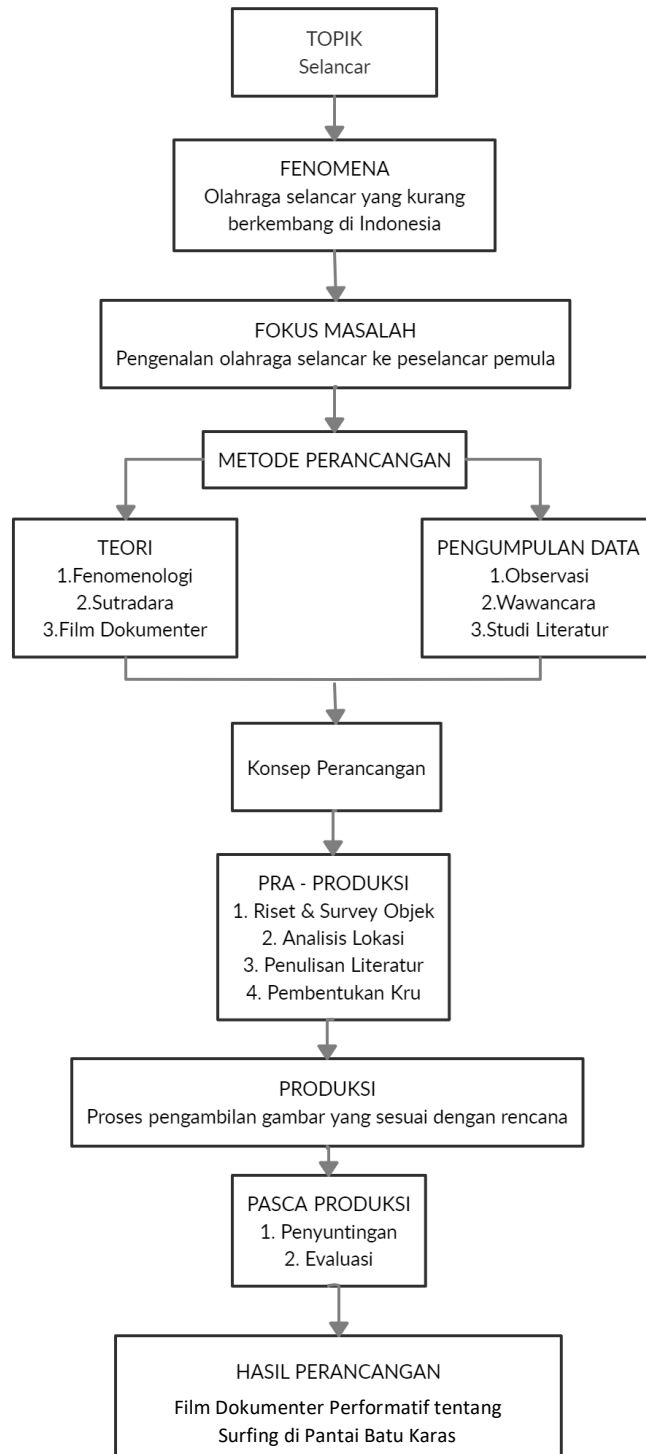 TOPIK
Selancar
FENOMENA
Olahraga selancar yang kurang
berkembang di Indonesia
FOKUS MASALAH
Pengenalan olahraga selancar ke peselancar pemula
METODE PERANCANGAN
TEORI
1.Fenomenologi
2.Sutradara
3.Film Dokumenter
PENGUMPULAN DATA
1.Observasi
2.Wawancara
3.Studi Literatur
Konsep Perancangan
PRA - PRODUKSI
1. Riset & Survey Objek
2. Analisis Lokasi
3. Penulisan Literatur
4. Pembentukan Kru
PRODUKSI
Proses pengambilan gambar yang sesuai dengan rencana
PASCA PRODUKSI
1. Penyuntingan
2. Evaluasi
HASIL PERANCANGAN
Film Dokumenter Performatif tentang
Surfing di Pantai Batu Karas